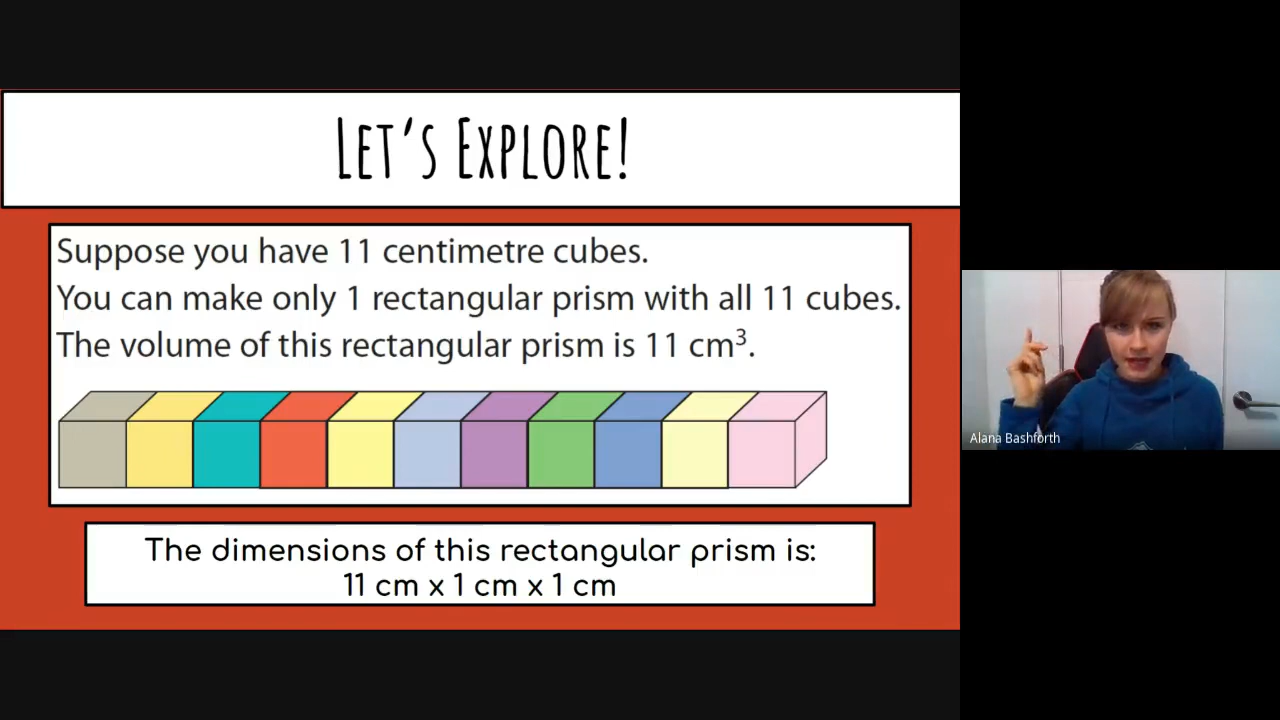 LET'S EXPLORE!
Suppose you have 11 centimetre cubes.
You can make only 1 rectangular prism with all 11 cubes.
The volume of this rectangular prism is 11 cm³.
The dimensions of this rectangular prism is:
11 cm x 1 cm x 1 cm
Alana Bashforth